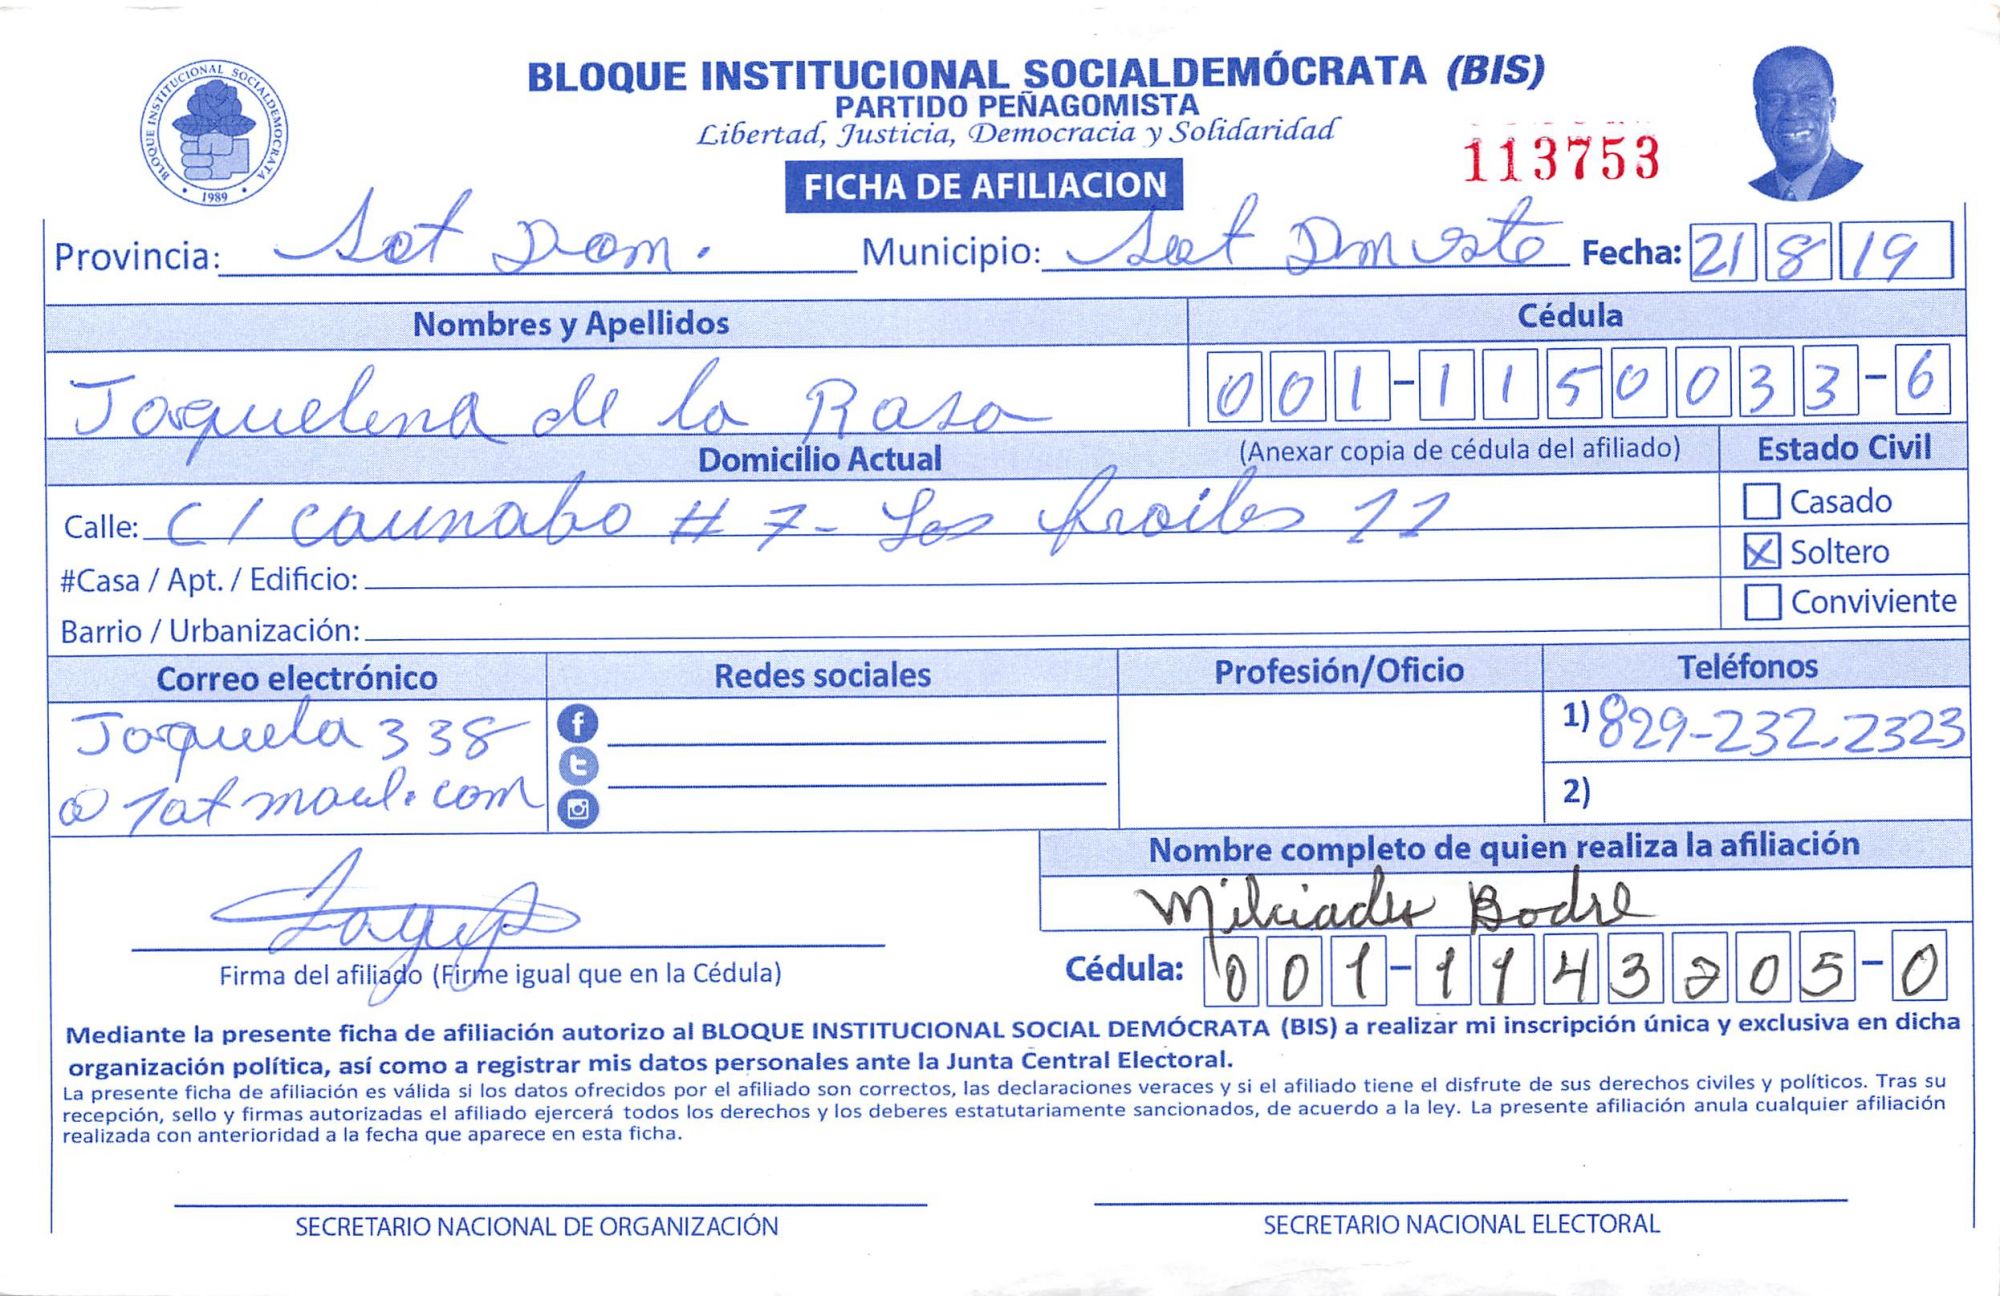 BLOQUE INSTITUCIONAL SOCIALDEMÓCRATA (BIS)
PARTIDO PEÑAGOMISTA
Libertad, Justicia, Democracia y Solidaridad
113753
FICHA DE AFILIACION
BLOQUE INSTITUCIONAL SOCIALDEMOCRATA
1989
Provincia: Sat Dom. Municipio: Sat Dm Fecha: 21 8 19
Nombres y Apellidos Cédula
Jaquelena de la Rasa 001-1150033-6
Domicilio Actual (Anexar copia de cédula del afiliado) Estado Civil
Calle: C/ caunabo # 7- Los frailes 11 Casado
#Casa / Apt. / Edificio: X Soltero
Barrio / Urbanización: Conviviente
Correo electrónico Redes sociales Profesión/Oficio Teléfonos
Jaquela 338 f 1) 829-232.2323
@ .com t 2)
Nombre completo de quien realiza la afiliación
Milciades Bodre
Cédula: 001-1143205-0
Firma del afiliado (Firme igual que en la Cédula)
Mediante la presente ficha de afiliación autorizo al BLOQUE INSTITUCIONAL SOCIAL DEMÓCRATA (BIS) a realizar mi inscripción única y exclusiva en dicha
organización política, así como a registrar mis datos personales ante la Junta Central Electoral.
La presente ficha de afiliación es válida si los datos ofrecidos por el afiliado son correctos, las declaraciones veraces y si el afiliado tiene el disfrute de sus derechos civiles y políticos. Tras su
recepción, sello y firmas autorizadas el afiliado ejercerá todos los derechos y los deberes estatutariamente sancionados, de acuerdo a la ley. La presente afiliación anula cualquier afiliación
realizada con anterioridad a la fecha que aparece en esta ficha.
SECRETARIO NACIONAL DE ORGANIZACIÓN SECRETARIO NACIONAL ELECTORAL